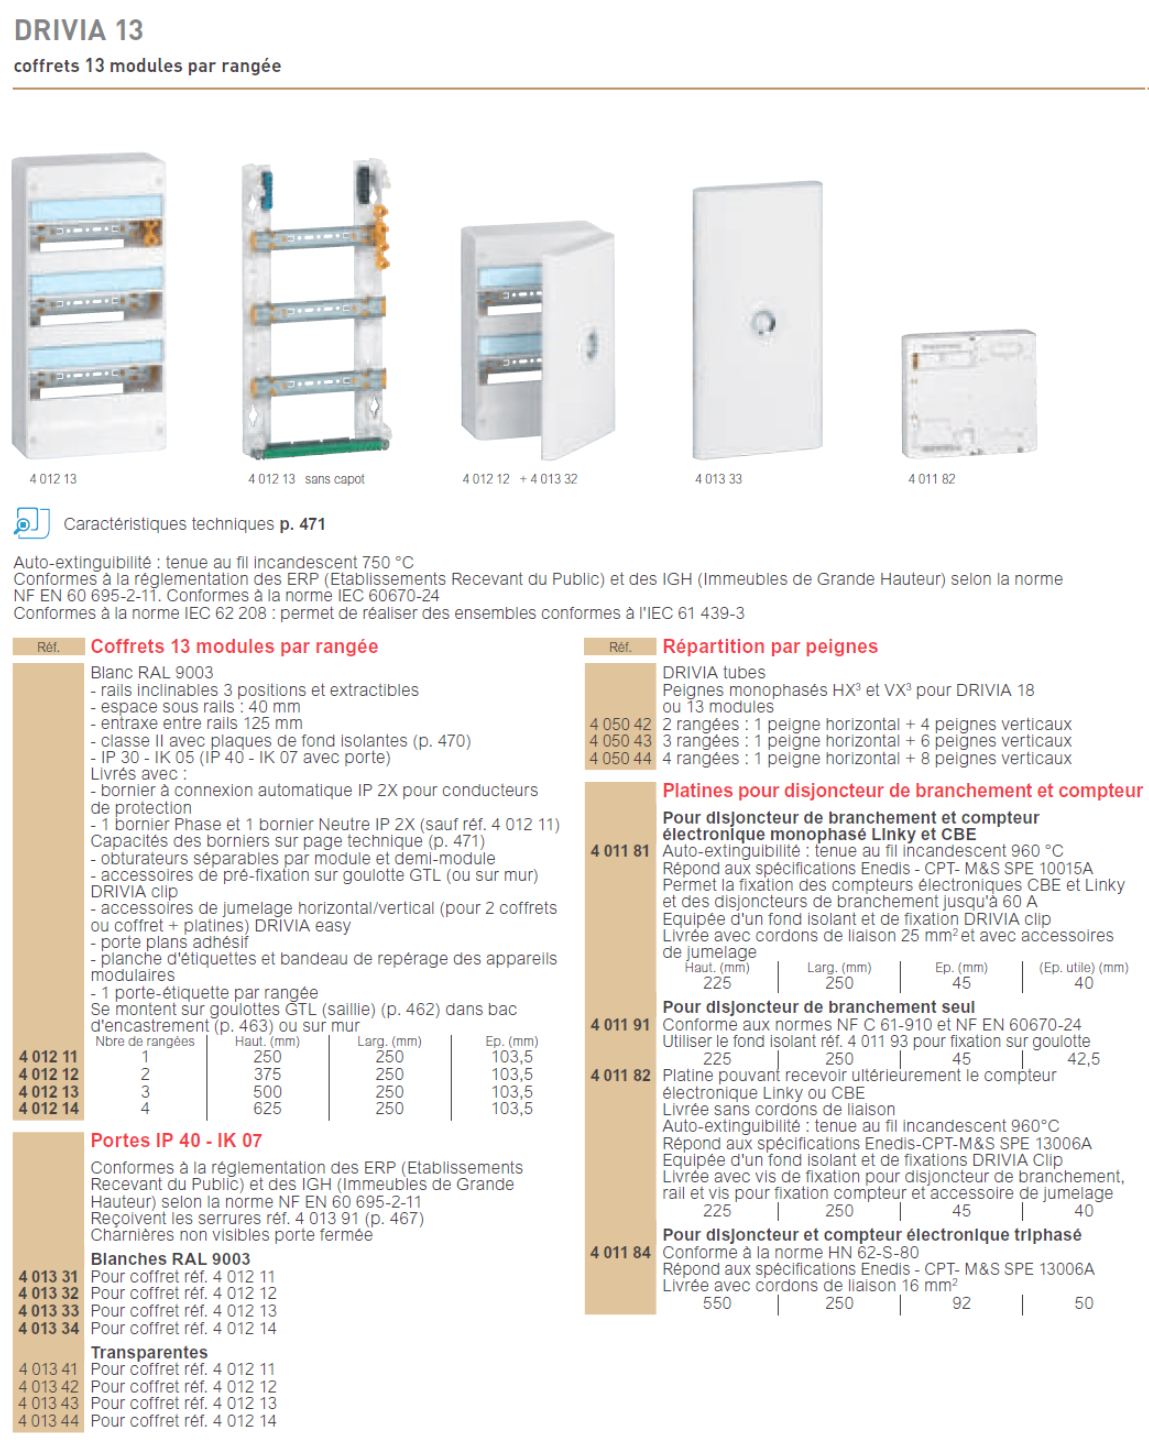 DRIVIA 13
coffrets 13 modules par rangée
4 012 13
4 012 13 sans capot
4 012 12 + 4 013 32
4 013 33
4 011 82
Caractéristiques techniques p. 471
Auto-extinguibilité : tenue au fil incandescent 750 °C
Conformes à la réglementation des ERP (Etablissements Recevant du Public) et des IGH (Immeubles de Grande Hauteur) selon la norme
NF EN 60 695-2-11. Conformes à la norme IEC 60670-24
Conformes à la norme IEC 62 208 : permet de réaliser des ensembles conformes à l'IEC 61 439-3
Réf. Coffrets 13 modules par rangée
Blanc RAL 9003
- rails inclinables 3 positions et extractibles
- espace sous rails : 40 mm
- entraxe entre rails 125 mm
- classe II avec plaques de fond isolantes (p. 470)
- IP 30 - IK 05 (IP 40 - IK 07 avec porte)
Livrés avec :
- bornier à connexion automatique IP 2X pour conducteurs
de protection
- 1 bornier Phase et 1 bornier Neutre IP 2X (sauf réf. 4 012 11)
Capacités des borniers sur page technique (p. 471)
- obturateurs séparables par module et demi-module
- accessoires de pré-fixation sur goulotte GTL (ou sur mur)
DRIVIA clip
- accessoires de jumelage horizontal/vertical (pour 2 coffrets
ou coffret + platines) DRIVIA easy
- porte plans adhésif
- planche d'étiquettes et bandeau de repérage des appareils
modulaires
- 1 porte-étiquette par rangée
Se montent sur goulottes GTL (saillie) (p. 462) dans bac
d'encastrement (p. 463) ou sur mur
Nbre de rangées Haut. (mm) Larg. (mm) Ep. (mm)
4 012 11 1 250 250 103,5
4 012 12 2 375 250 103,5
4 012 13 3 500 250 103,5
4 012 14 4 625 250 103,5
Portes IP 40 - IK 07
Conformes à la réglementation des ERP (Etablissements
Recevant du Public) et des IGH (Immeubles de Grande
Hauteur) selon la norme NF EN 60 695-2-11
Reçoivent les serrures réf. 4 013 91 (p. 467)
Charnières non visibles porte fermée
Blanches RAL 9003
4 013 31 Pour coffret réf. 4 012 11
4 013 32 Pour coffret réf. 4 012 12
4 013 33 Pour coffret réf. 4 012 13
4 013 34 Pour coffret réf. 4 012 14
Transparentes
4 013 41 Pour coffret réf. 4 012 11
4 013 42 Pour coffret réf. 4 012 12
4 013 43 Pour coffret réf. 4 012 13
4 013 44 Pour coffret réf. 4 012 14
Réf. Répartition par peignes
DRIVIA tubes
Peignes monophasés HX³ et VX³ pour DRIVIA 18
ou 13 modules
4 050 42 2 rangées : 1 peigne horizontal + 4 peignes verticaux
4 050 43 3 rangées : 1 peigne horizontal + 6 peignes verticaux
4 050 44 4 rangées : 1 peigne horizontal + 8 peignes verticaux
Platines pour disjoncteur de branchement et compteur
Pour disjoncteur de branchement et compteur
électronique monophasé Linky et CBE
4 011 81 Auto-extinguibilité : tenue au fil incandescent 960 °C
Répond aux spécifications Enedis - CPT- M&S SPE 10015A
Permet la fixation des compteurs électroniques CBE et Linky
et des disjoncteurs de branchement jusqu'à 60 A
Equipée d'un fond isolant et de fixation DRIVIA clip
Livrée avec cordons de liaison 25 mm² et avec accessoires
de jumelage
Haut. (mm) Larg. (mm) Ep. (mm) (Ep. utile) (mm)
225 250 45 40
Pour disjoncteur de branchement seul
4 011 91 Conforme aux normes NF C 61-910 et NF EN 60670-24
Utiliser le fond isolant réf. 4 011 93 pour fixation sur goulotte
225 250 45 42,5
4 011 82 Platine pouvant recevoir ultérieurement le compteur
électronique Linky ou CBE
Livrée sans cordons de liaison
Auto-extinguibilité : tenue au fil incandescent 960°C
Répond aux spécifications Enedis-CPT-M&S SPE 13006A
Equipée d'un fond isolant et de fixations DRIVIA Clip
Livrée avec vis de fixation pour disjoncteur de branchement,
rail et vis pour fixation compteur et accessoire de jumelage
225 250 45 40
Pour disjoncteur et compteur électronique triphasé
4 011 84 Conforme à la norme HN 62-S-80
Répond aux spécifications Enedis - CPT- M&S SPE 13006A
Livrée avec cordons de liaison 16 mm²
550 250 92 50